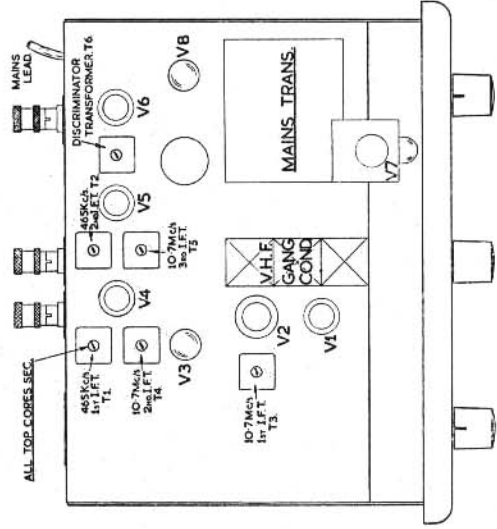 MAINS
LEAD.
ALL TOP CORES SEC.
DISCRIMINATOR
TRANSFORMER. T6
465Kc/s
1ST I.F.T.
T1.
465Kc/s
2ND I.F.T. T2
V6
V8
V5
V4
10·7Mc/s
2ND I.F.T.
T4.
10·7Mc/s
3RD I.F.T.
T5
V3
MAINS TRANS.
V.H.F.
GANG
COND
V7
V2
V1
10·7Mc/s
1ST I.F.T.
T3.